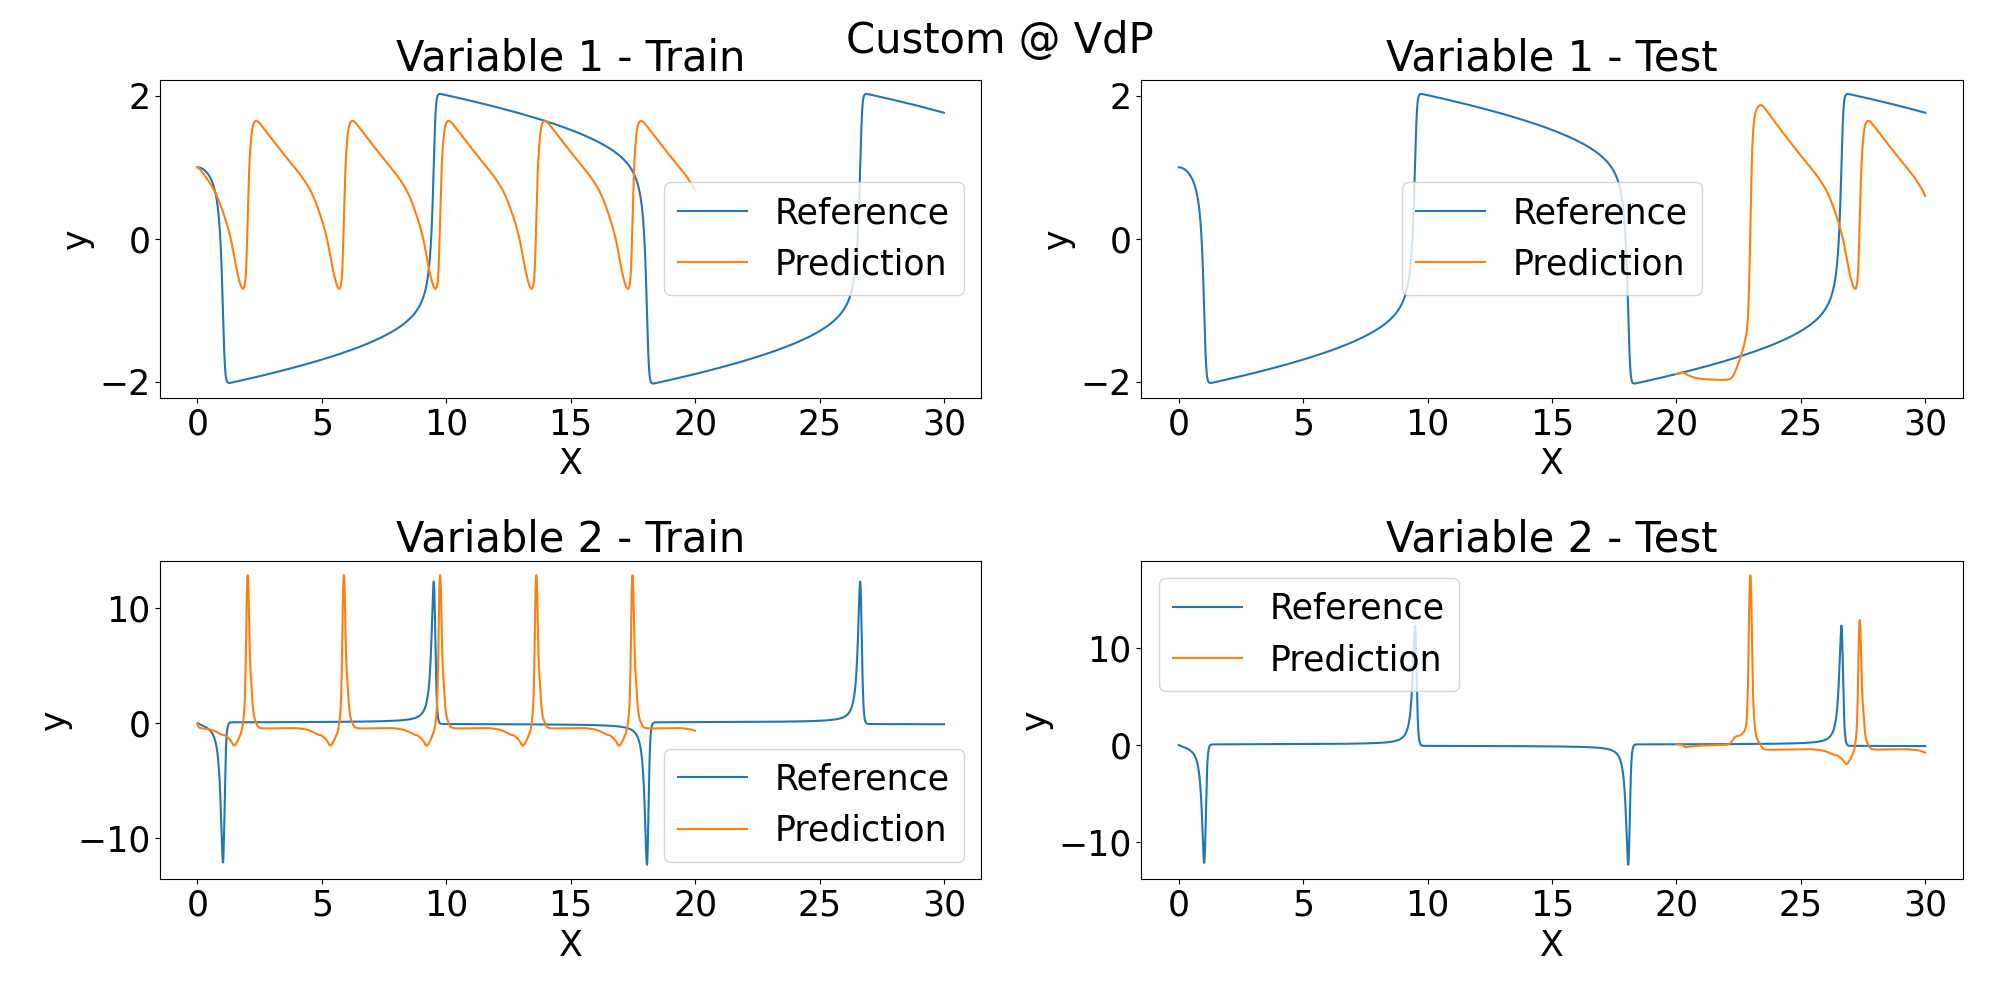 Custom @ VdP
Variable 1 - Train
2
0
−2
y
0 5 10 15 20 25 30
X
Reference
Prediction
Variable 1 - Test
2
0
−2
y
0 5 10 15 20 25 30
X
Reference
Prediction
Variable 2 - Train
10
0
−10
y
0 5 10 15 20 25 30
X
Reference
Prediction
Variable 2 - Test
10
0
−10
y
0 5 10 15 20 25 30
X
Reference
Prediction